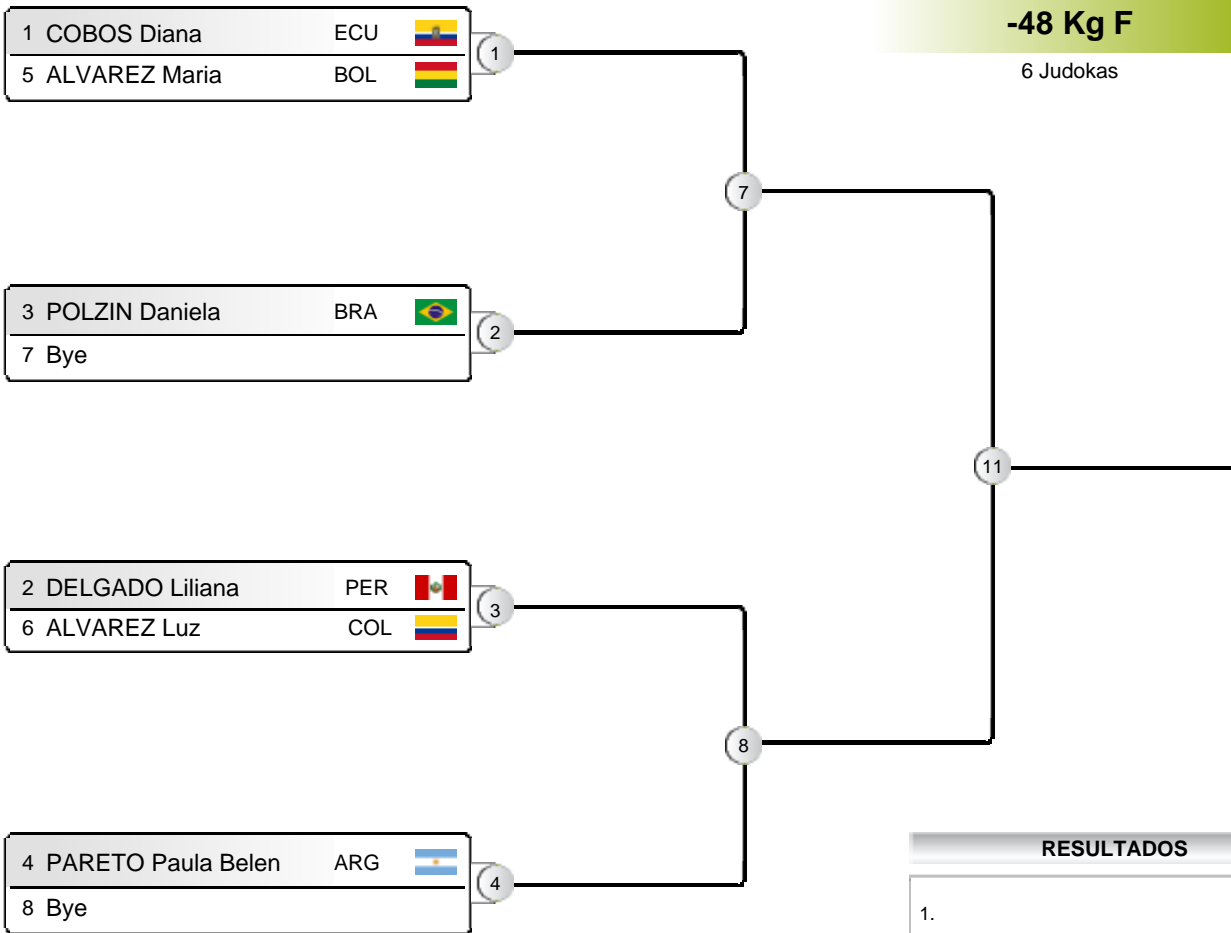 -48 Kg F
6 Judokas
1 COBOS Diana ECU
5 ALVAREZ Maria BOL
1
7
3 POLZIN Daniela BRA
7 Bye
2
11
2 DELGADO Liliana PER
6 ALVAREZ Luz COL
3
8
4 PARETO Paula Belen ARG
8 Bye
4
RESULTADOS
1.